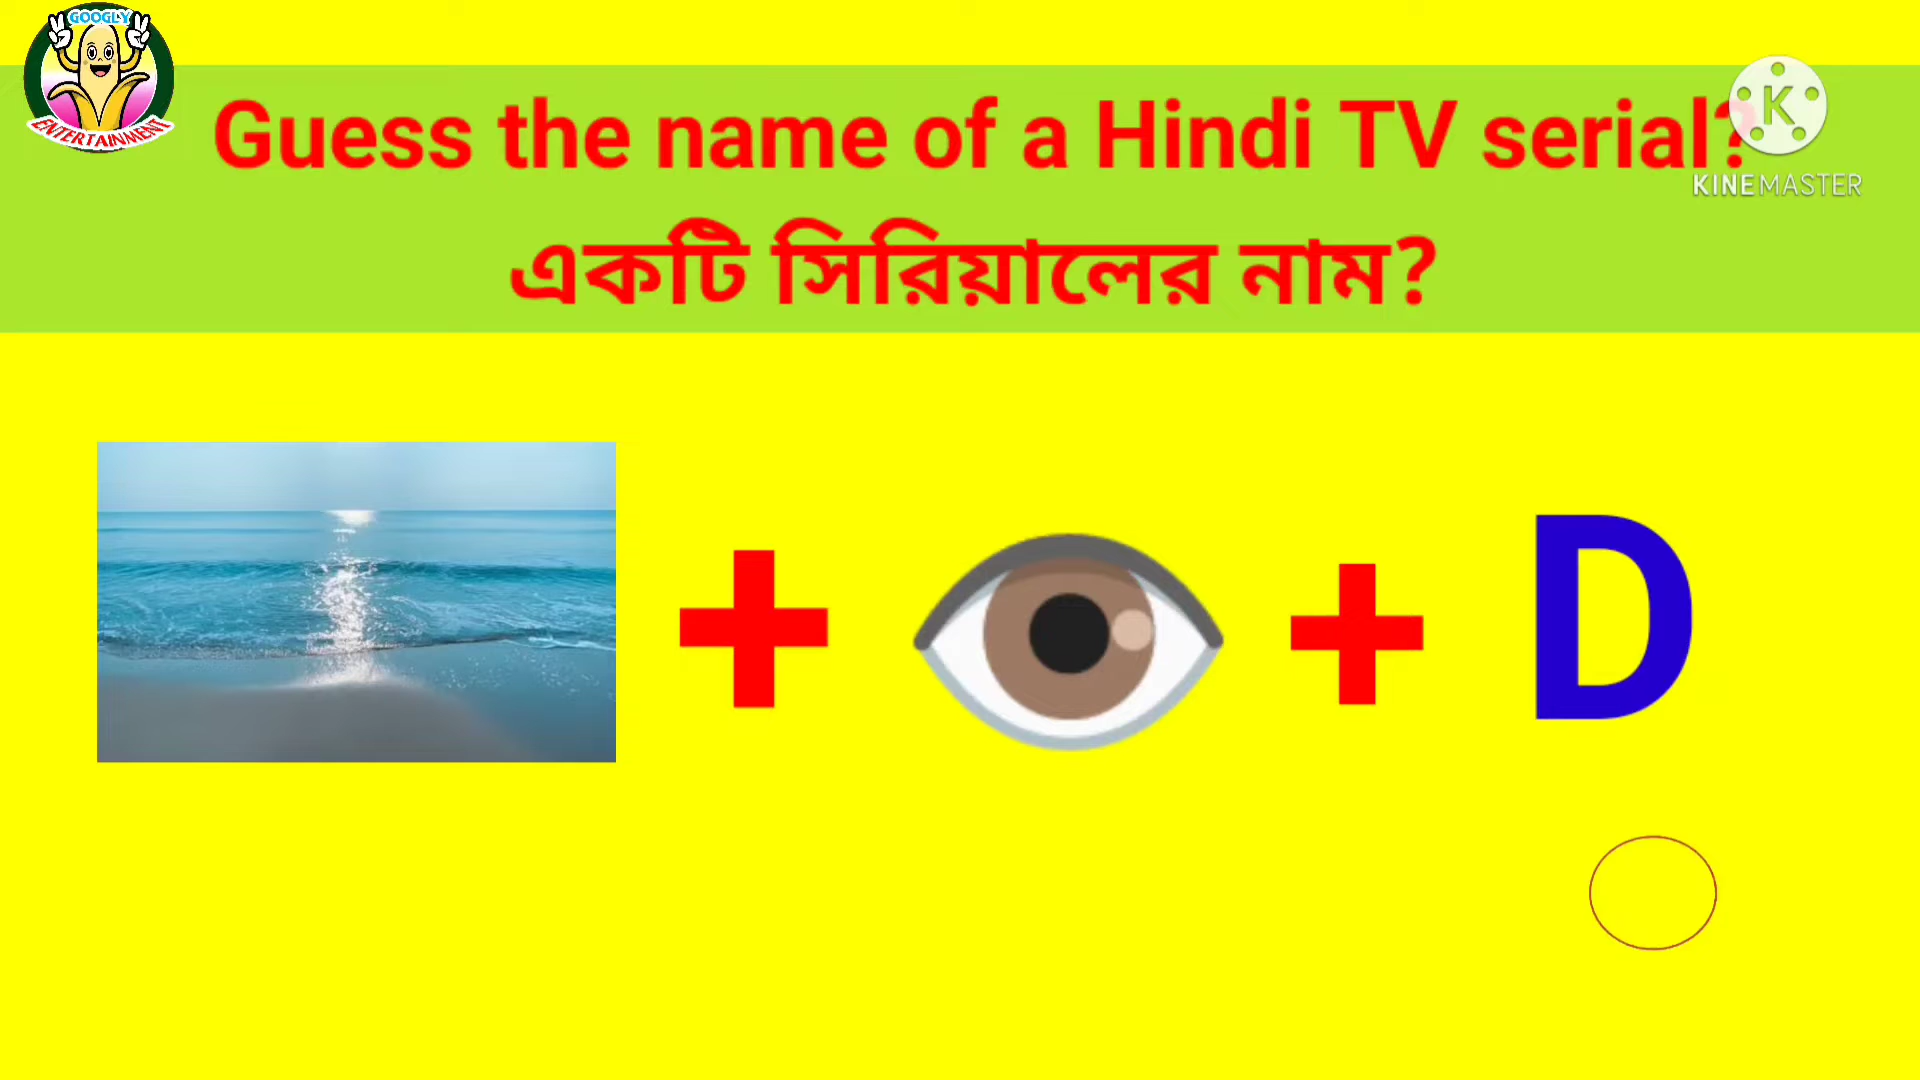 GOOGLY
ENTERTAINMENT
Guess the name of a Hindi TV serial?
K
KINEMASTER
একটি সিরিয়ালের নাম?
+
+
D